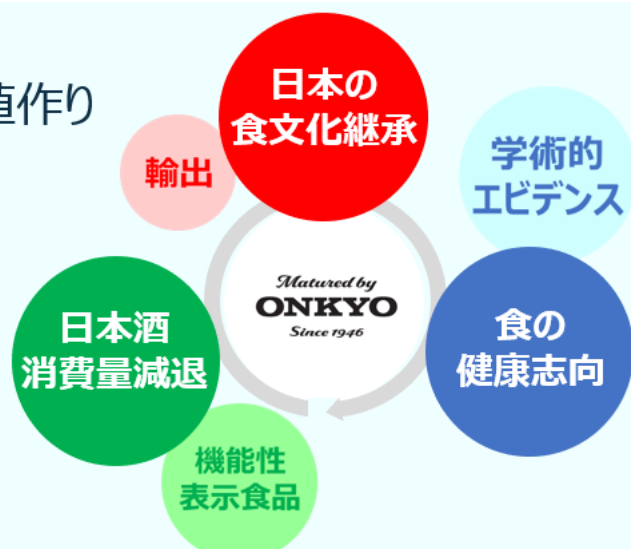 値作り
日本の
食文化継承
輸出
学術的
エビデンス
Matured by
ONKYO
Since 1946
日本酒
消費量減退
食の
健康志向
機能性
表示食品